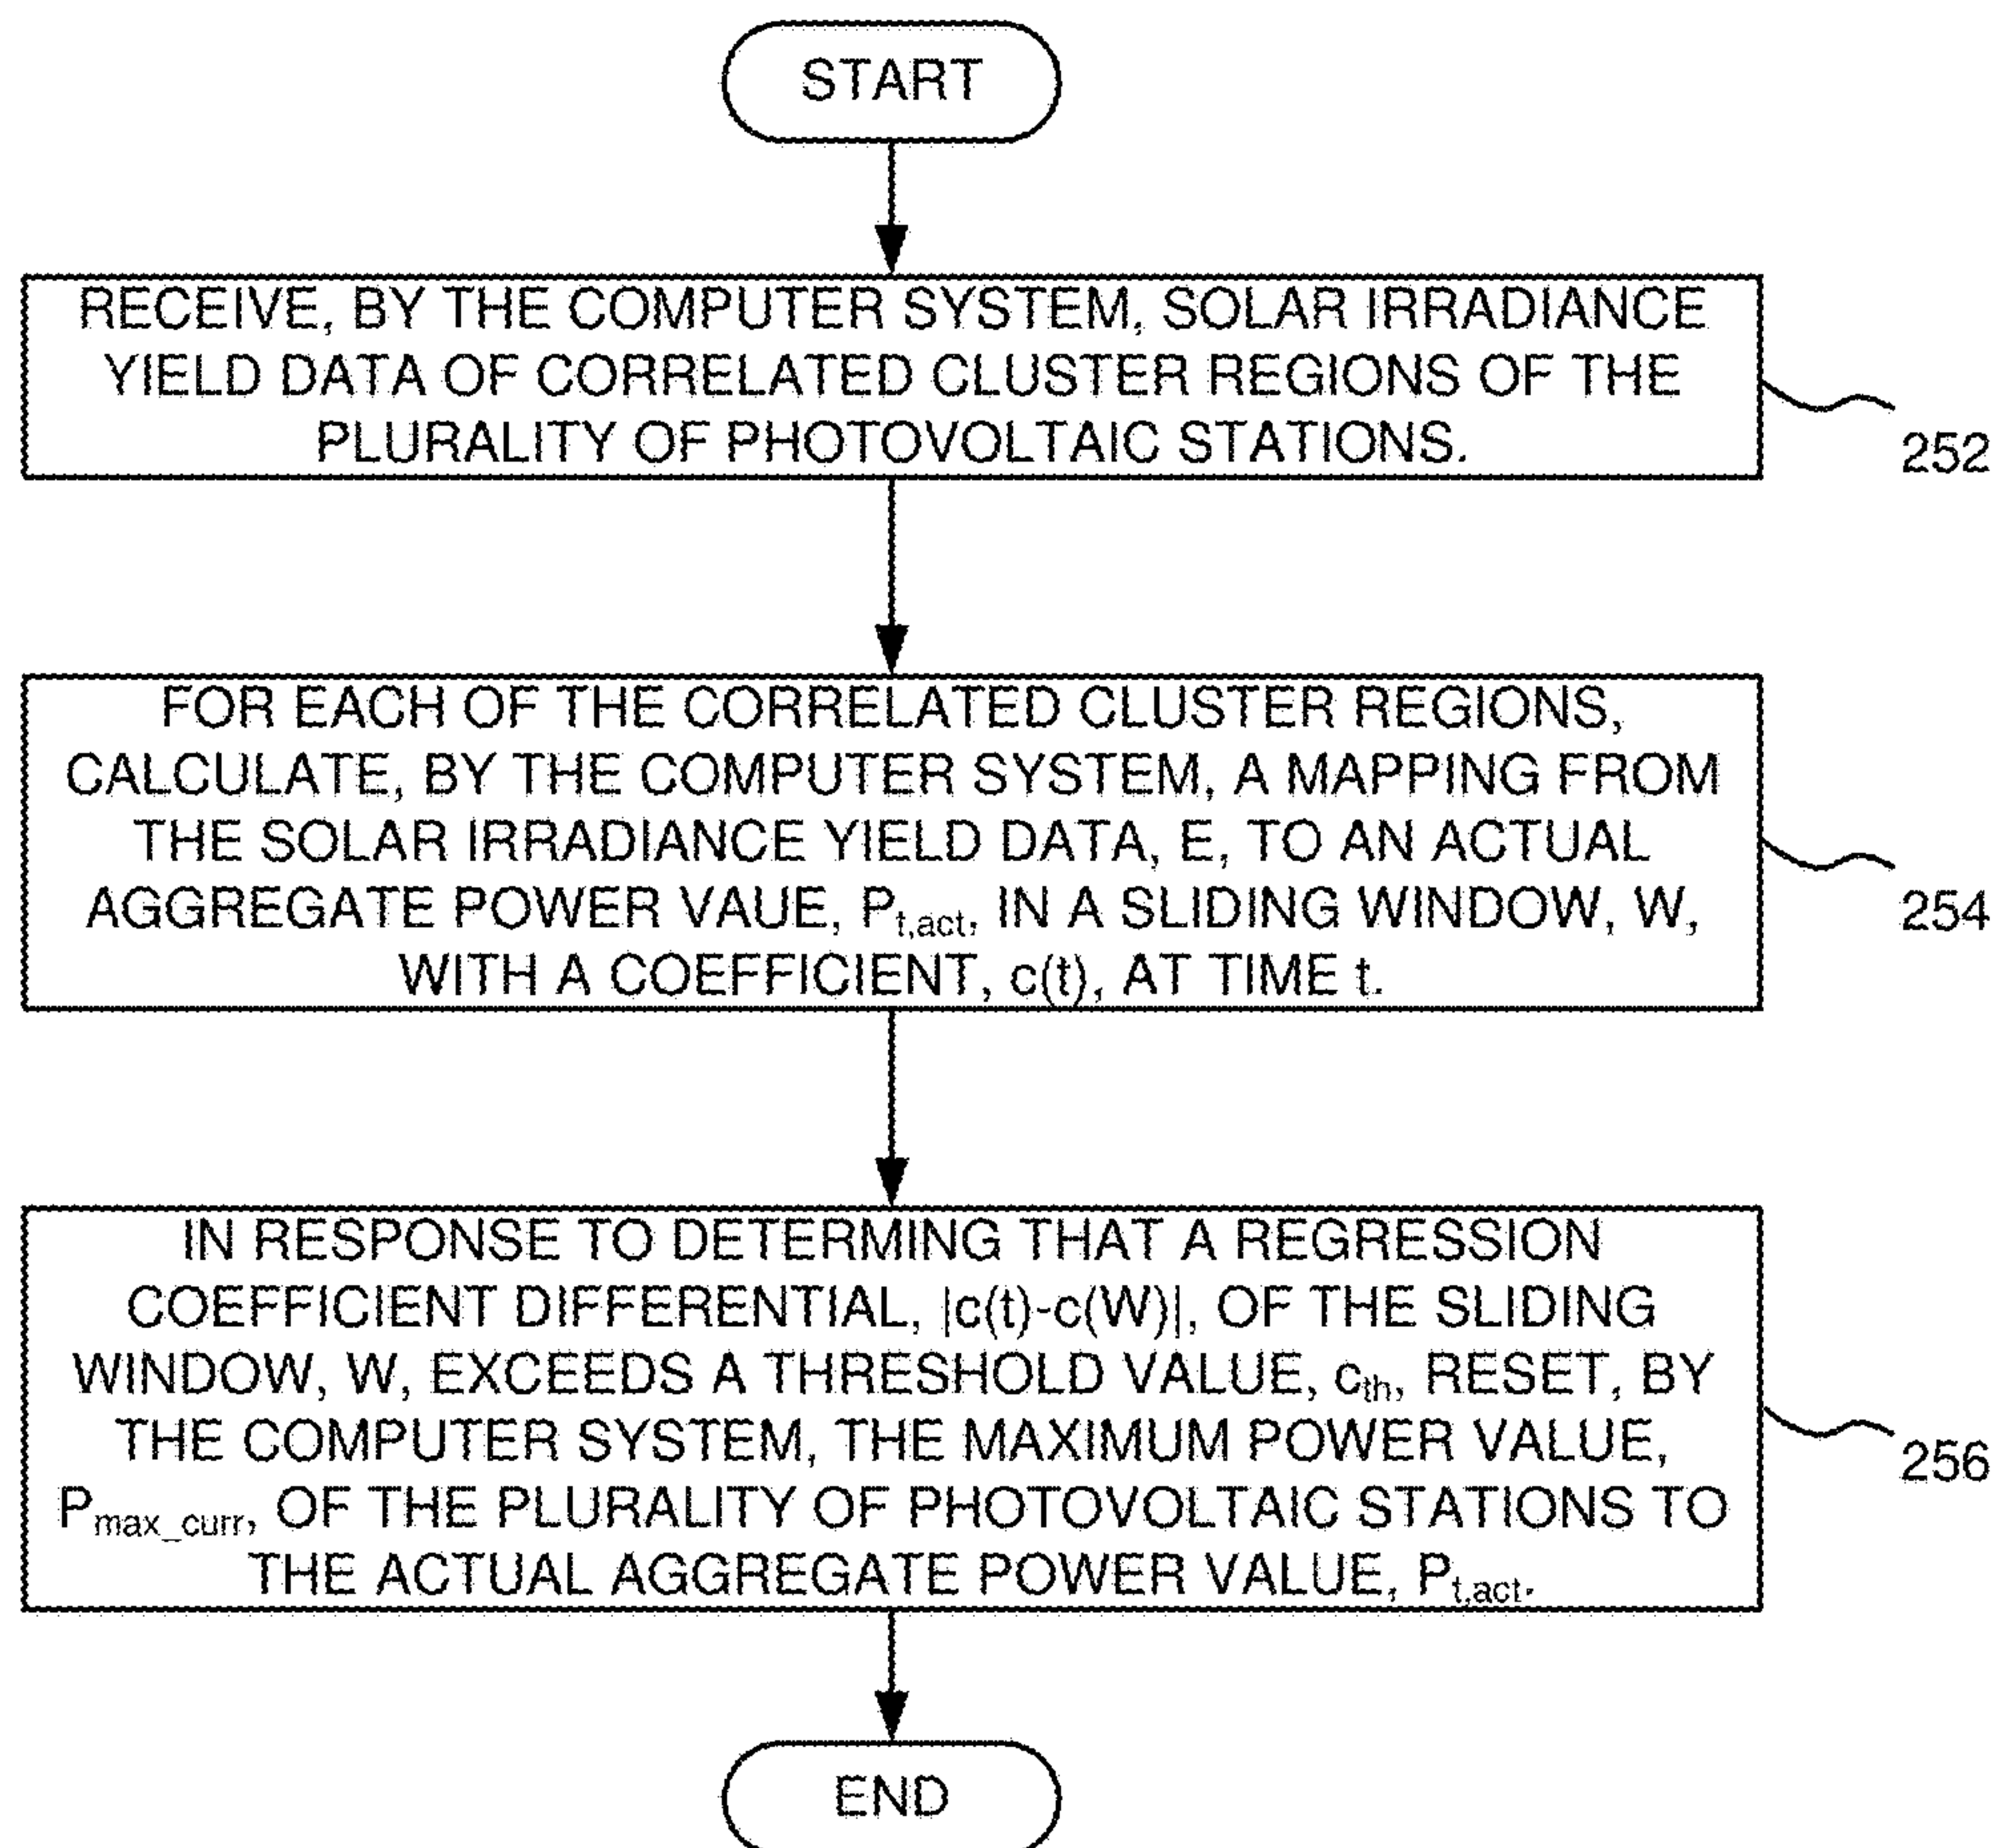 START
RECEIVE, BY THE COMPUTER SYSTEM, SOLAR IRRADIANCE
YIELD DATA OF CORRELATED CLUSTER REGIONS OF THE
PLURALITY OF PHOTOVOLTAIC STATIONS.
252
FOR EACH OF THE CORRELATED CLUSTER REGIONS,
CALCULATE, BY THE COMPUTER SYSTEM, A MAPPING FROM
THE SOLAR IRRADIANCE YIELD DATA, E, TO AN ACTUAL
AGGREGATE POWER VAUE, Pt,act, IN A SLIDING WINDOW, W,
WITH A COEFFICIENT, c(t), AT TIME t.
254
IN RESPONSE TO DETERMING THAT A REGRESSION
COEFFICIENT DIFFERENTIAL, |c(t)-c(W)|, OF THE SLIDING
WINDOW, W, EXCEEDS A THRESHOLD VALUE, cth, RESET, BY
THE COMPUTER SYSTEM, THE MAXIMUM POWER VALUE,
Pmax_curr, OF THE PLURALITY OF PHOTOVOLTAIC STATIONS TO
THE ACTUAL AGGREGATE POWER VALUE, Pt,act.
256
END